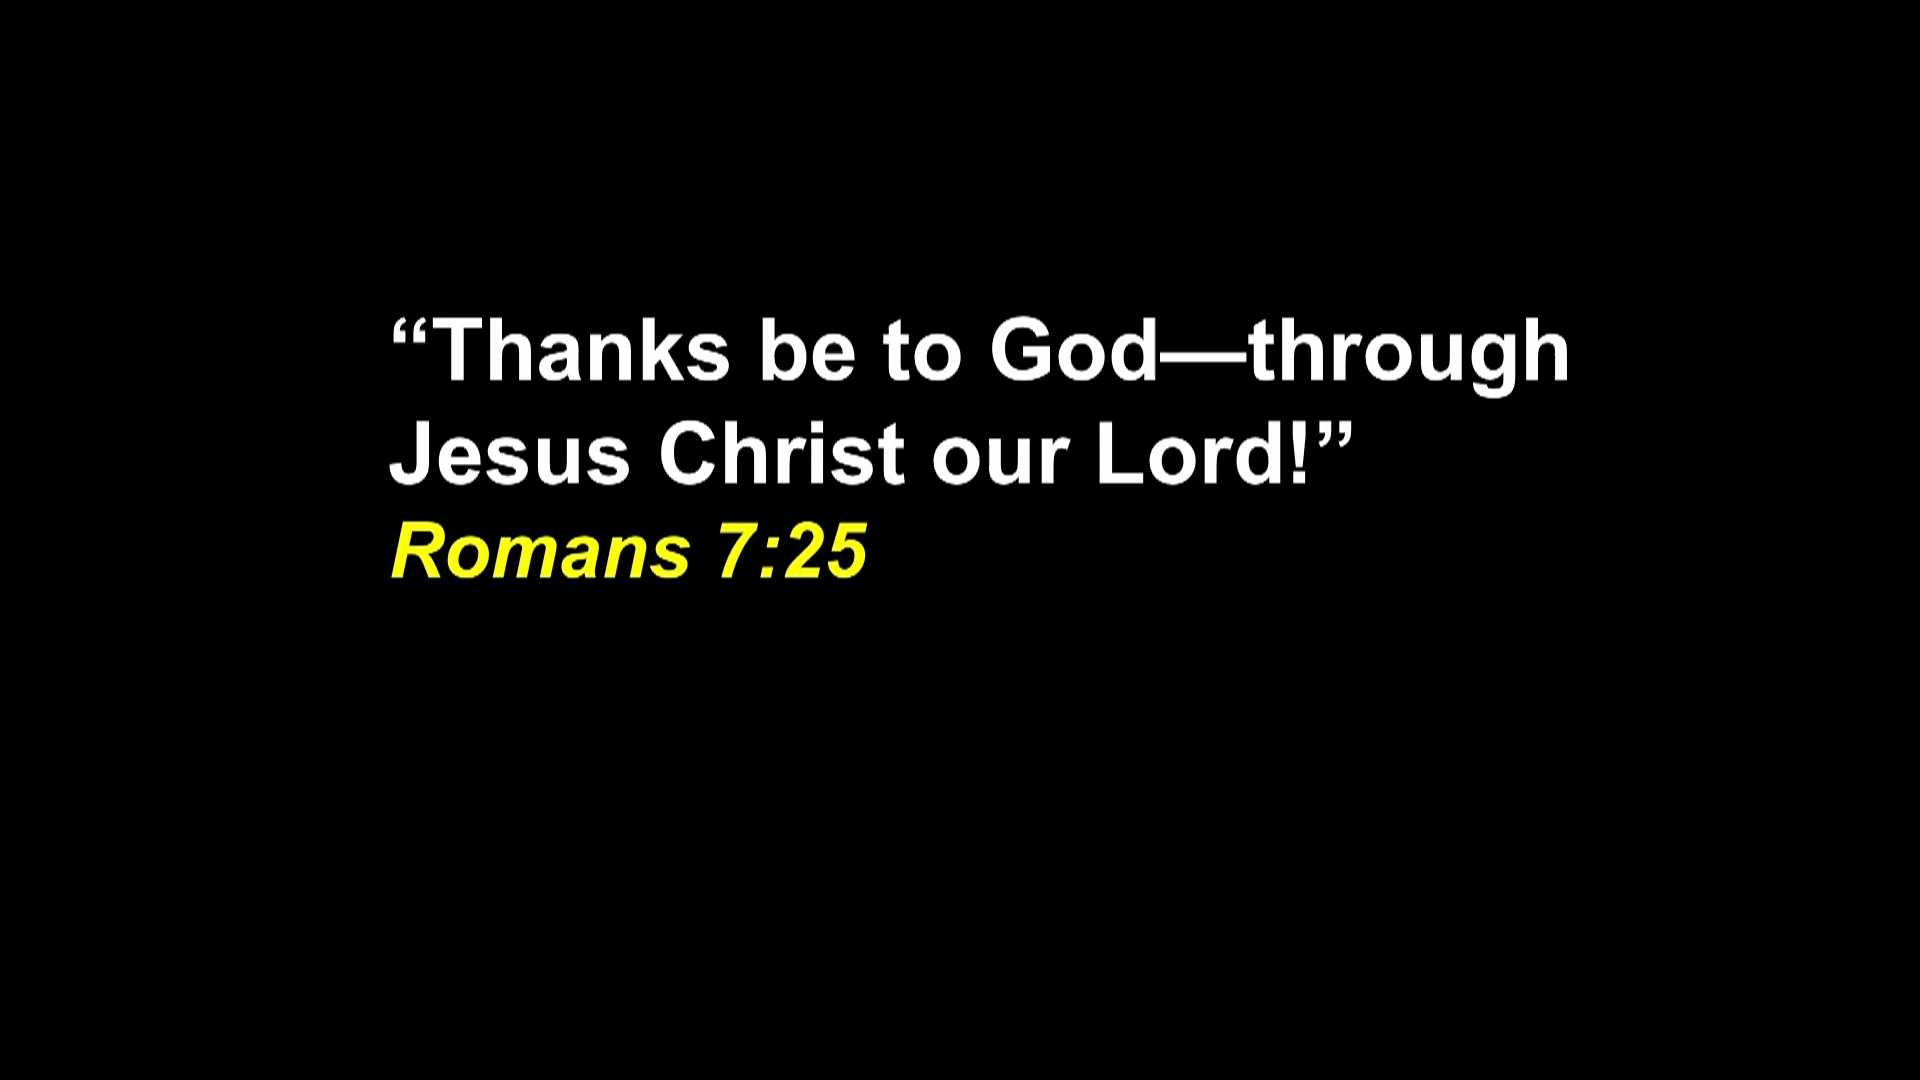 “Thanks be to God—through
Jesus Christ our Lord!”
Romans 7:25